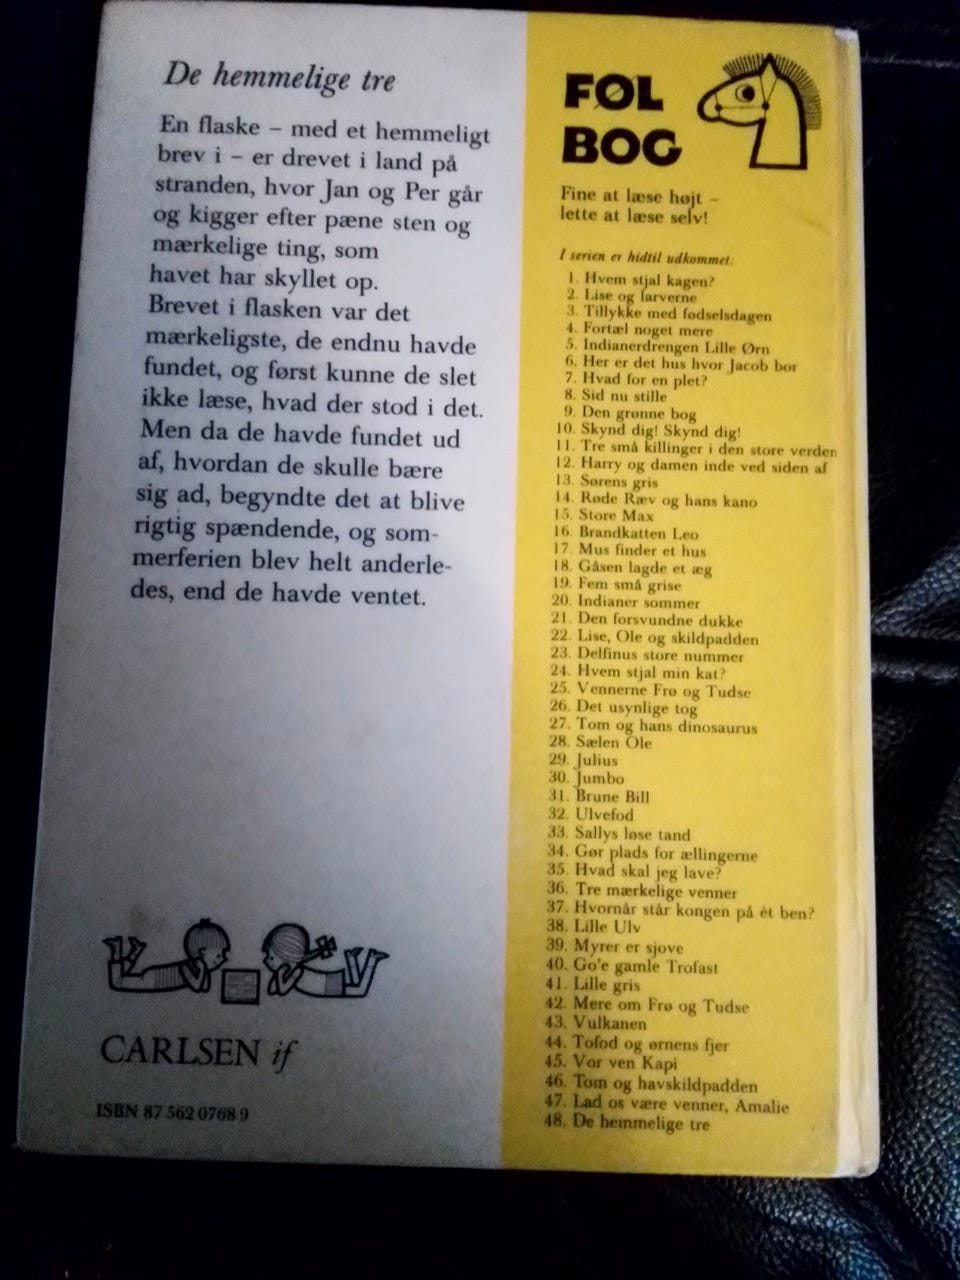 De hemmelige tre
En flaske – med et hemmeligt
brev i – er drevet i land på
stranden, hvor Jan og Per går
og kigger efter pæne sten og
mærkelige ting, som
havet har skyllet op.
Brevet i flasken var det
mærkeligste, de endnu havde
fundet, og først kunne de slet
ikke læse, hvad der stod i det.
Men da de havde fundet ud
af, hvordan de skulle bære
sig ad, begyndte det at blive
rigtig spændende, og som-
merferien blev helt anderle-
des, end de havde ventet.
CARLSEN if
ISBN 87 562 0768 9
FØL
BOG
Fine at læse højt –
lette at læse selv!
I serien er hidtil udkommet:
1. Hvem stjal kagen?
2. Lise og larverne
3. Tillykke med fødselsdagen
4. Fortæl noget mere
5. Indianerdrengen Lille Ørn
6. Her er det hus hvor Jacob bor
7. Hvad for en plet?
8. Sid nu stille
9. Den grønne bog
10. Skynd dig! Skynd dig!
11. Tre små killinger i den store verden
12. Harry og damen inde ved siden af
13. Sørens gris
14. Røde Ræv og hans kano
15. Store Max
16. Brandkatten Leo
17. Mus finder et hus
18. Gåsen lagde et æg
19. Fem små grise
20. Indianer sommer
21. Den forsvundne dukke
22. Lise, Ole og skildpadden
23. Delfinus store nummer
24. Hvem stjal min kat?
25. Vennerne Frø og Tudse
26. Det usynlige tog
27. Tom og hans dinosaurus
28. Sælen Ole
29. Julius
30. Jumbo
31. Brune Bill
32. Ulvefod
33. Sallys løse tand
34. Gør plads for ællingerne
35. Hvad skal jeg lave?
36. Tre mærkelige venner
37. Hvornår står kongen på ét ben?
38. Lille Ulv
39. Myrer er sjove
40. Go'e gamle Trofast
41. Lille gris
42. Mere om Frø og Tudse
43. Vulkanen
44. Tofod og ørnens fjer
45. Vor ven Kapi
46. Tom og havskildpadden
47. Lad os være venner, Amalie
48. De hemmelige tre